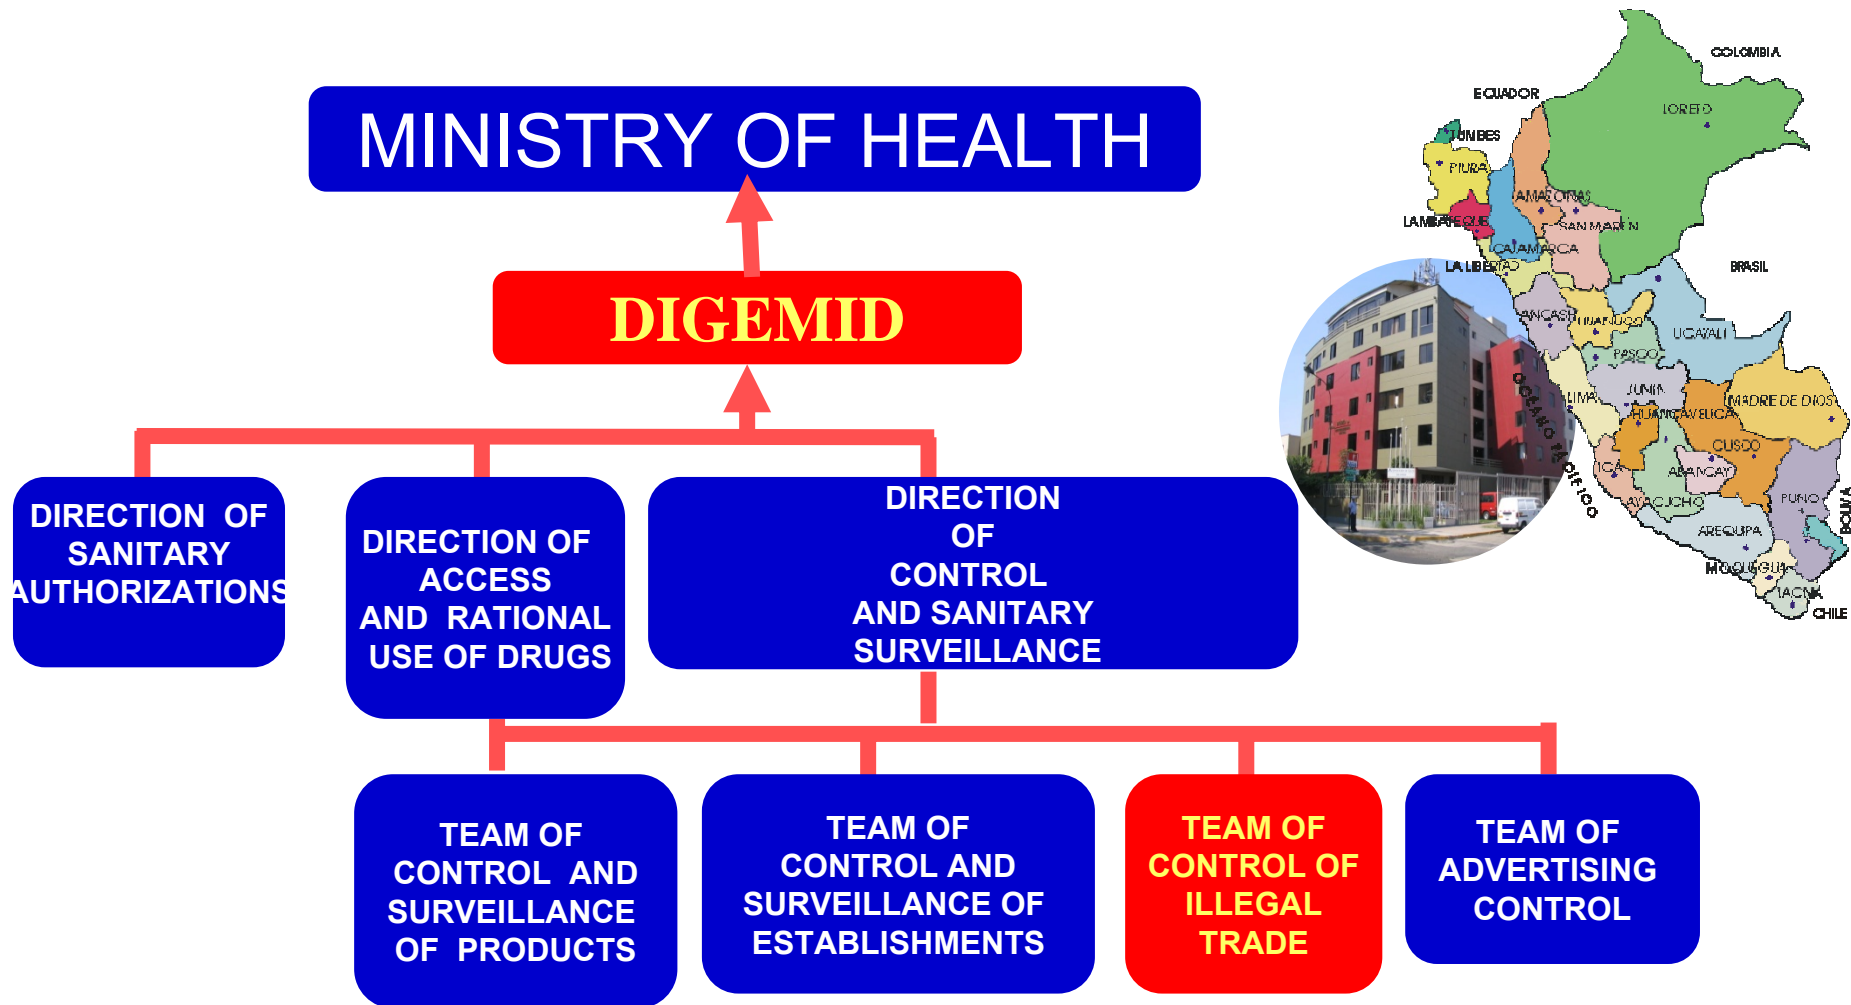 MINISTRY OF HEALTH
DIGEMID
DIRECTION OF
SANITARY
AUTHORIZATIONS
DIRECTION OF
ACCESS
AND RATIONAL
USE OF DRUGS
DIRECTION
OF
CONTROL
AND SANITARY
SURVEILLANCE
TEAM OF
CONTROL AND
SURVEILLANCE
OF PRODUCTS
TEAM OF
CONTROL AND
SURVEILLANCE OF
ESTABLISHMENTS
TEAM OF
CONTROL OF
ILLEGAL
TRADE
TEAM OF
ADVERTISING
CONTROL
COLOMBIA
ECUADOR
LORETO
TUMBES
PIURA
AMAZONAS
LAMBAYEQUE
SAN MARTIN
CAJAMARCA
LA LIBERTAD
BRASIL
ANCASH
HUANUCO
UCAYALI
PASCO
JUNIN
LIMA
MADRE DE DIOS
HUANCAVELICA
CUSCO
ICA
ABANCAY
OCEANO PACIFICO
AYACUCHO
PUNO
BOLIVIA
AREQUIPA
MOQUEGUA
TACNA
CHILE